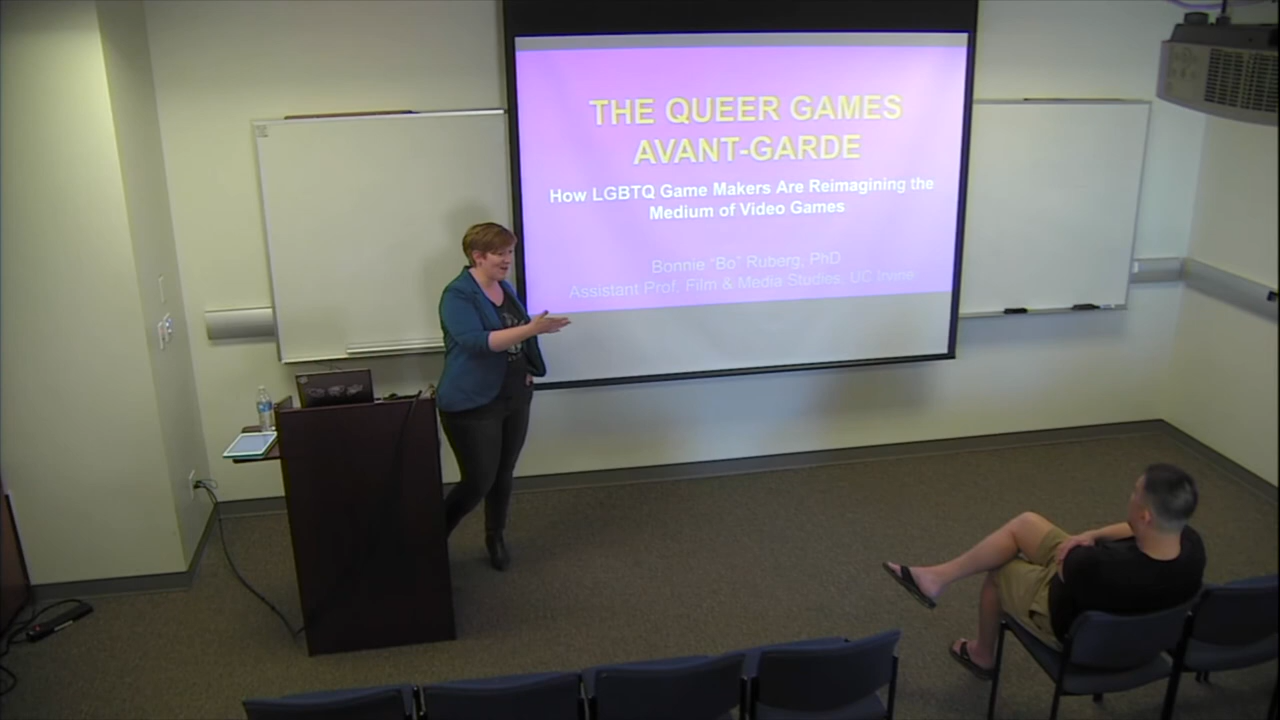 THE QUEER GAMES
AVANT-GARDE
How LGBTQ Game Makers Are Reimagining the
Medium of Video Games
Bonnie "Bo" Ruberg, PhD
Assistant Prof. Film & Media Studies, UC Irvine